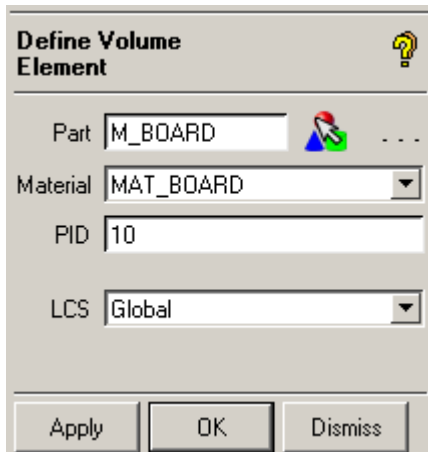 Define Volume
Element
Part M_BOARD ...
Material MAT_BOARD
PID 10
LCS Global
Apply OK Dismiss